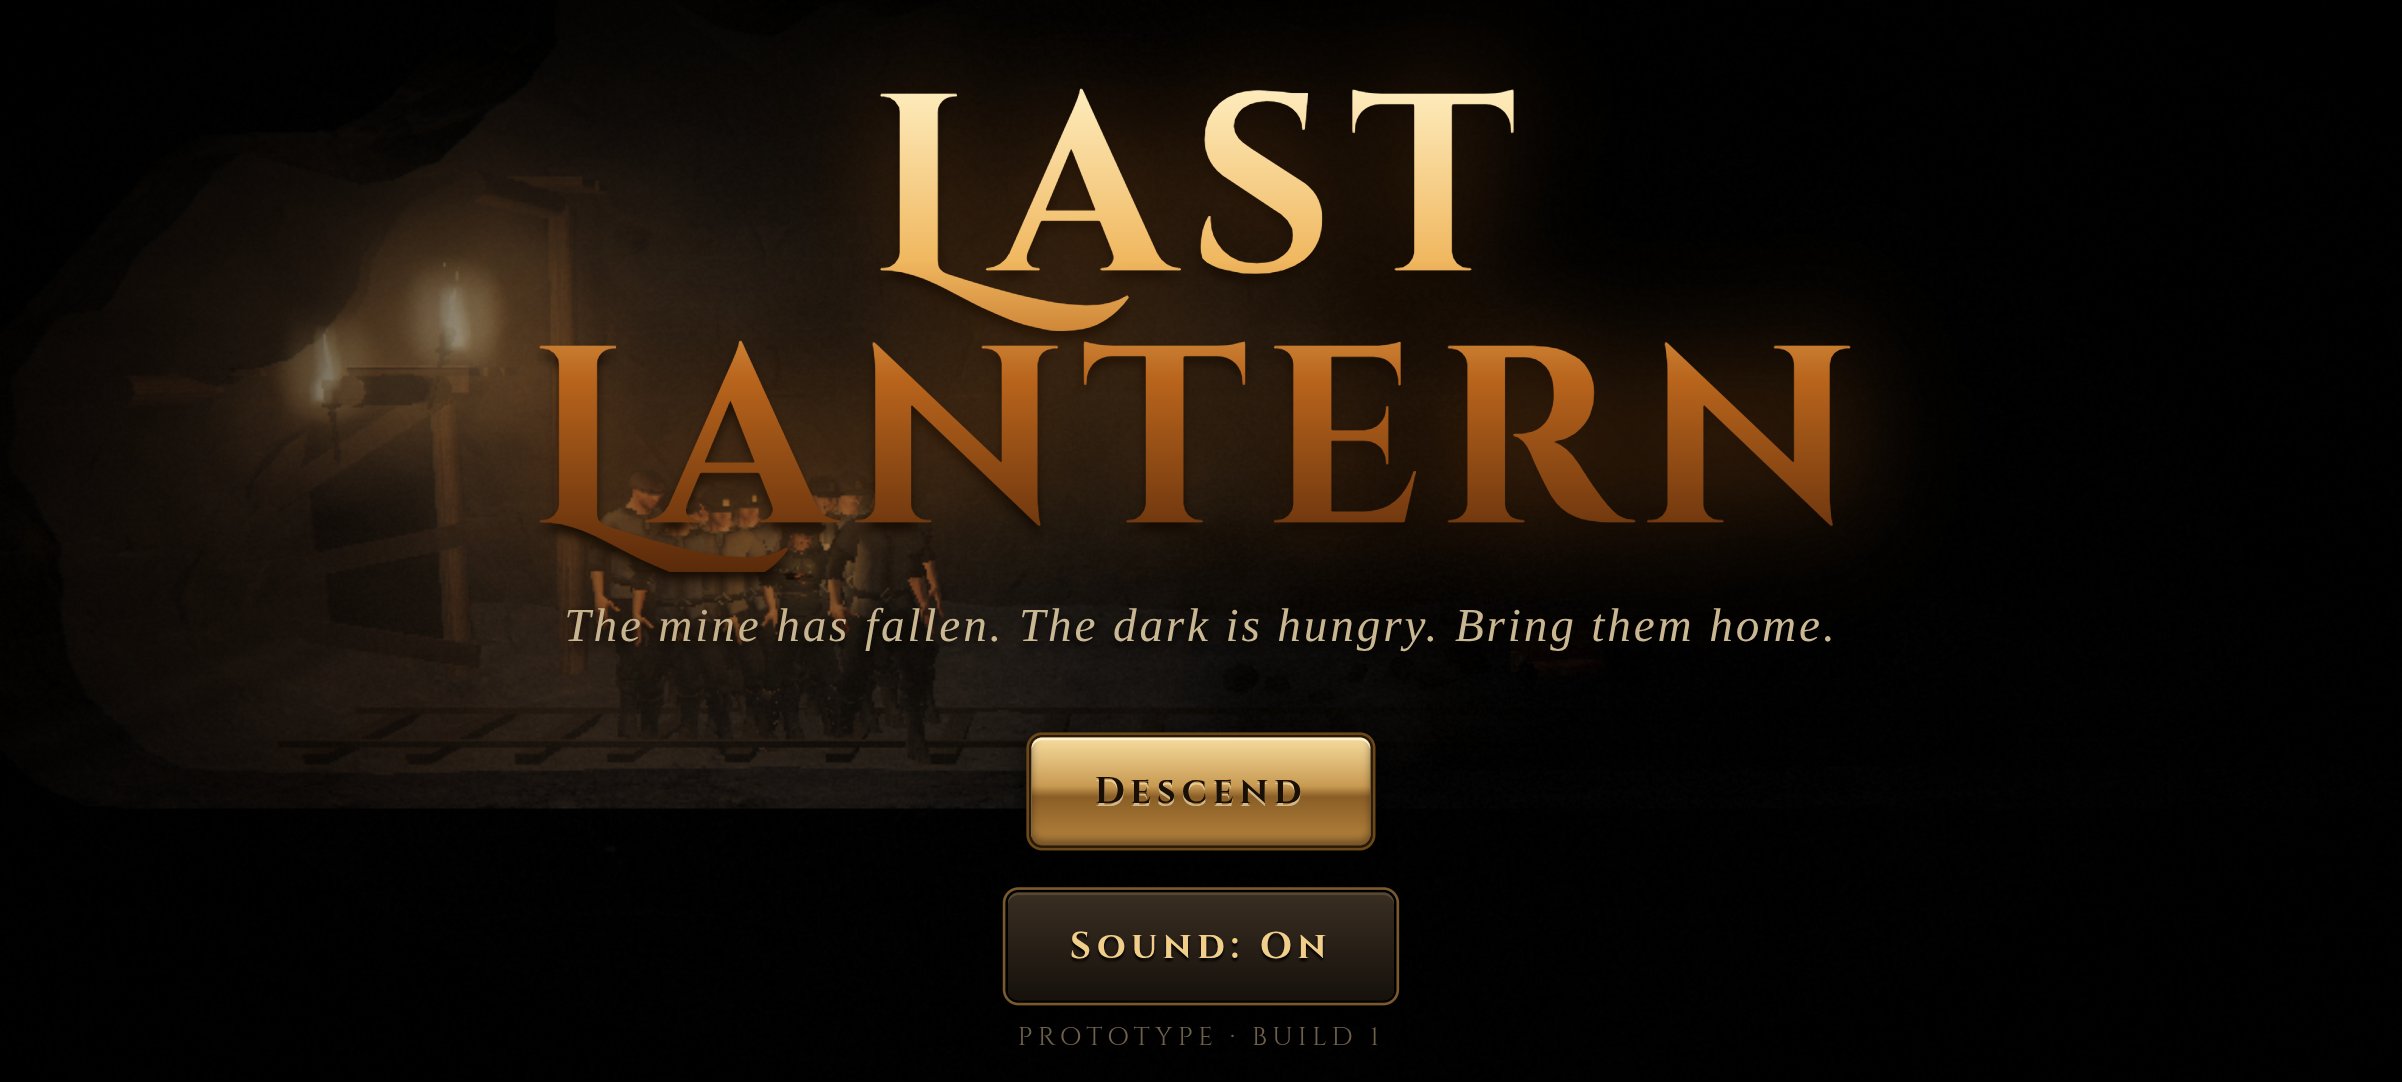 LAST
LANTERN
The mine has fallen. The dark is hungry. Bring them home.
DESCEND
SOUND: ON
PROTOTYPE · BUILD 1